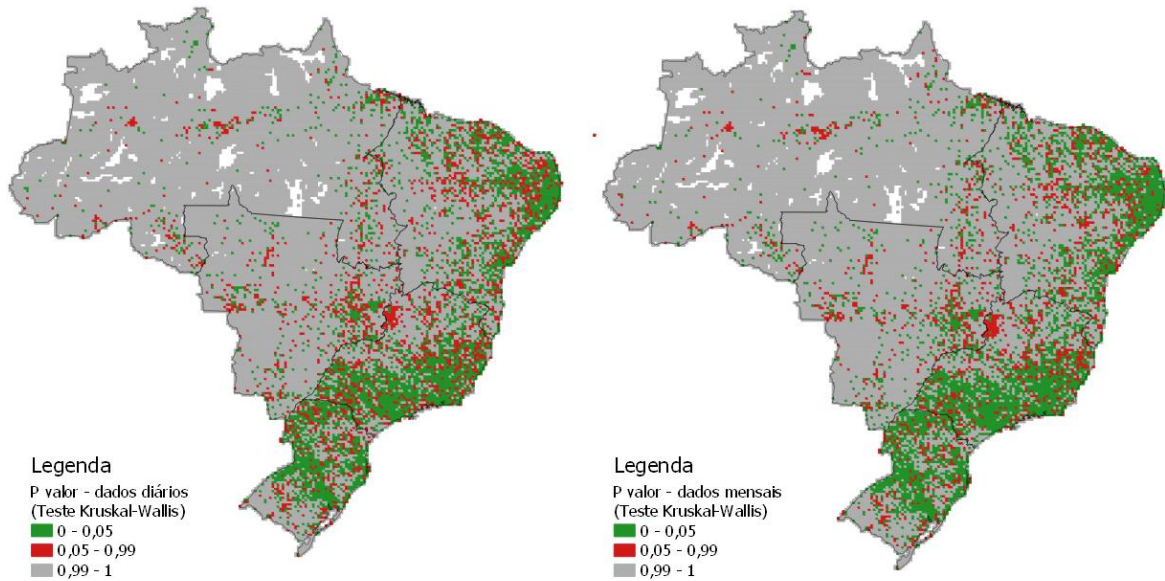 Legenda
P valor - dados diários
(Teste Kruskal-Wallis)
0 - 0,05
0,05 - 0,99
0,99 - 1
Legenda
P valor - dados mensais
(Teste Kruskal-Wallis)
0 - 0,05
0,05 - 0,99
0,99 - 1